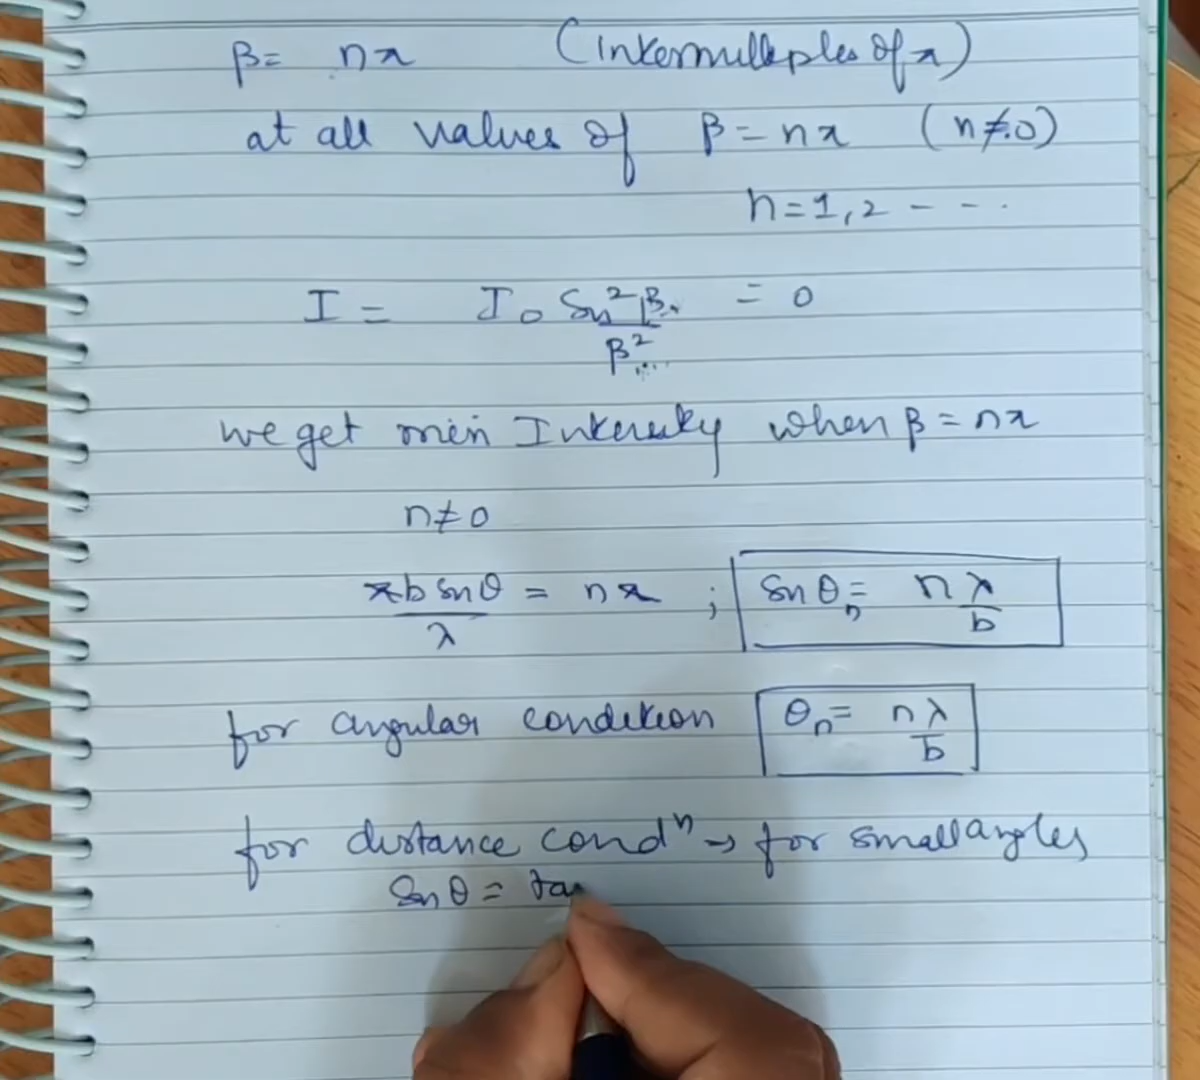 β = nπ (Intermultiples of π)
at all values of β = nπ (n≠0)
n = 1, 2 - - -
I = I₀ Sin²β / β² = 0
we get min Intensity when β = nπ
n≠0
πb sinθ / λ = nπ ; Sinθₙ = nλ/b
for angular condition θₙ = nλ/b
for distance condⁿ → for small angles
Sinθ = tan